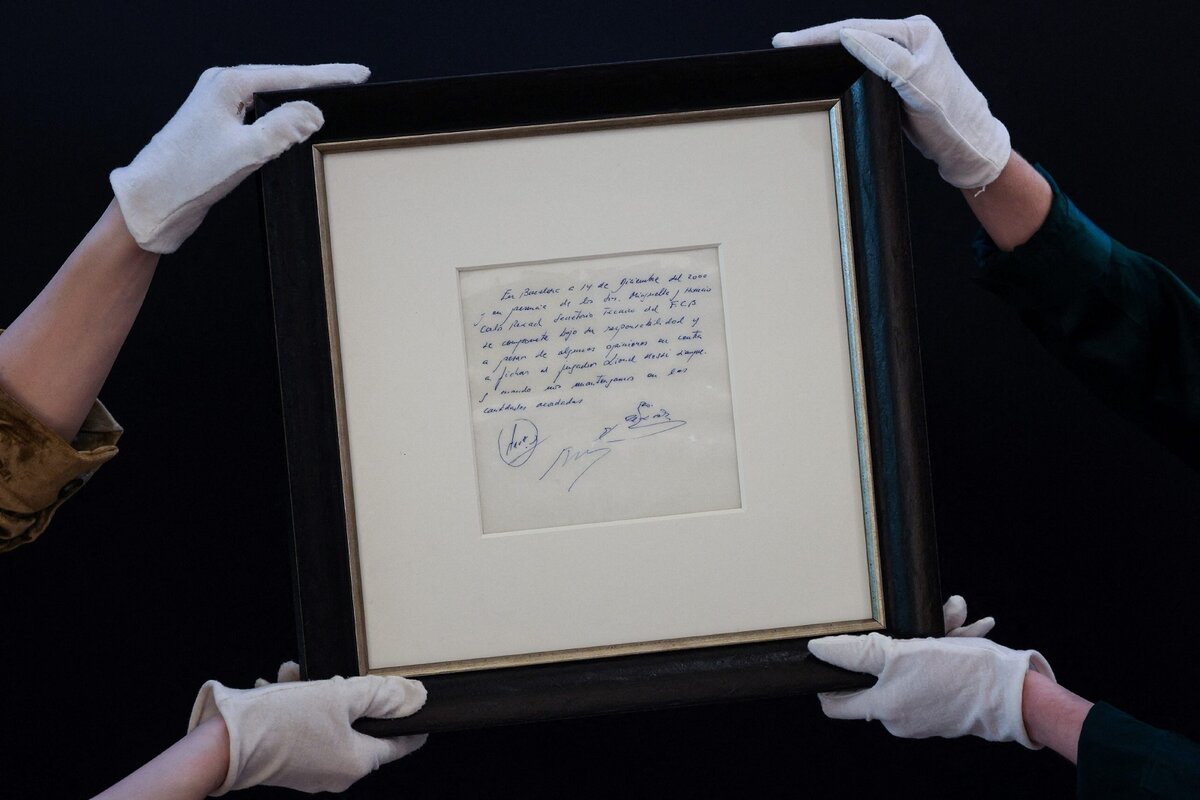 En Barcelona a 14 de Diciembre del 2000
y en presencia de los Srs. Minguella y Horacio
Carles Rexach Secretario Tecnico del F.C.B
se compromete bajo su responsabilidad y
a pesar de algunas opiniones en contra
a fichar al jugador Lionel Messi siempre
y cuando nos mantengamos en las
cantidades acordadas